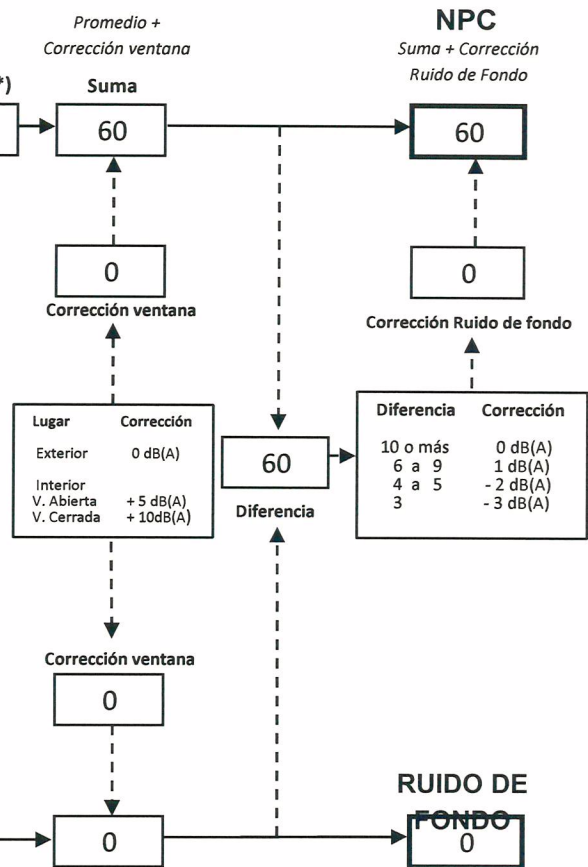 Promedio +
Corrección ventana
NPC
Suma + Corrección
Ruido de Fondo
*)
Suma
60
60
0
0
Corrección ventana
Corrección Ruido de fondo
Lugar Corrección
Exterior 0 dB(A)
Interior
V. Abierta + 5 dB(A)
V. Cerrada + 10dB(A)
60
Diferencia
Diferencia Corrección
10 o más 0 dB(A)
6 a 9 1 dB(A)
4 a 5 - 2 dB(A)
3 - 3 dB(A)
Corrección ventana
0
RUIDO DE
FONDO
0
0